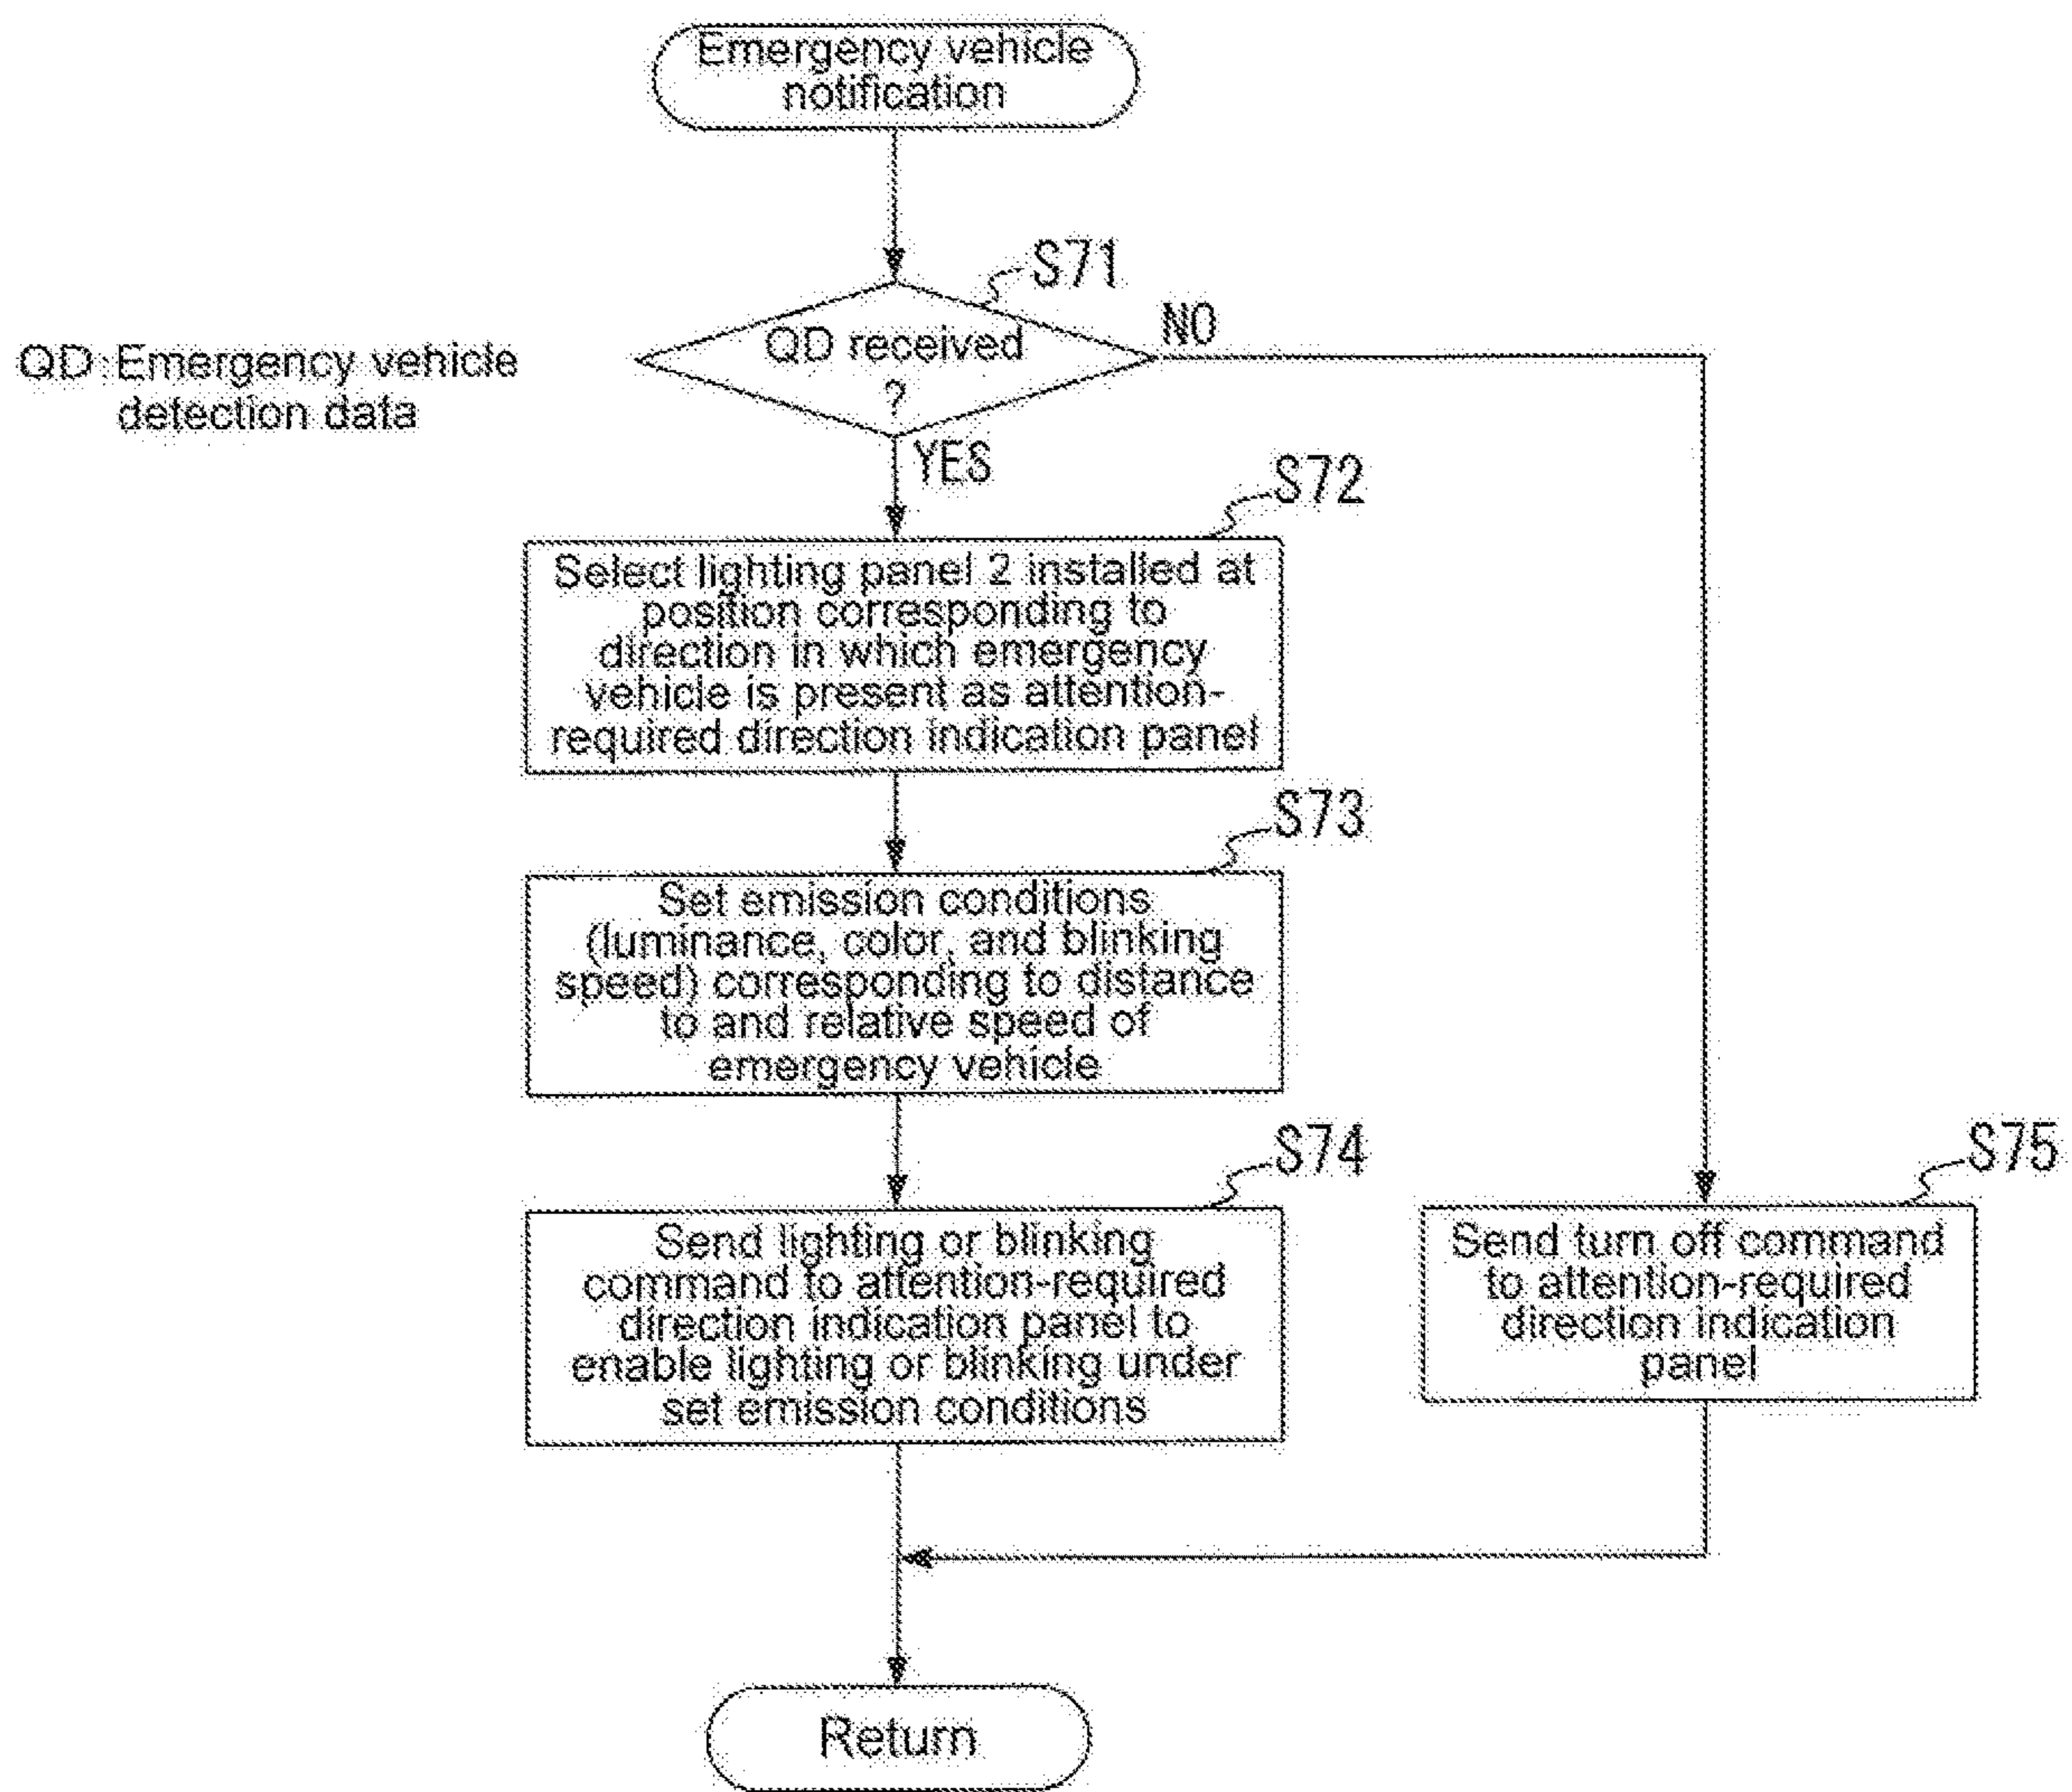 Emergency vehicle
notification
S71
QD received
?
NO
QD: Emergency vehicle
detection data
YES
S72
Select lighting panel 2 installed at
position corresponding to
direction in which emergency
vehicle is present as attention-
required direction indication panel
S73
Set emission conditions
(luminance, color, and blinking
speed) corresponding to distance
to and relative speed of
emergency vehicle
S74
Send lighting or blinking
command to attention-required
direction indication panel to
enable lighting or blinking under
set emission conditions
S75
Send turn off command
to attention-required
direction indication
panel
Return